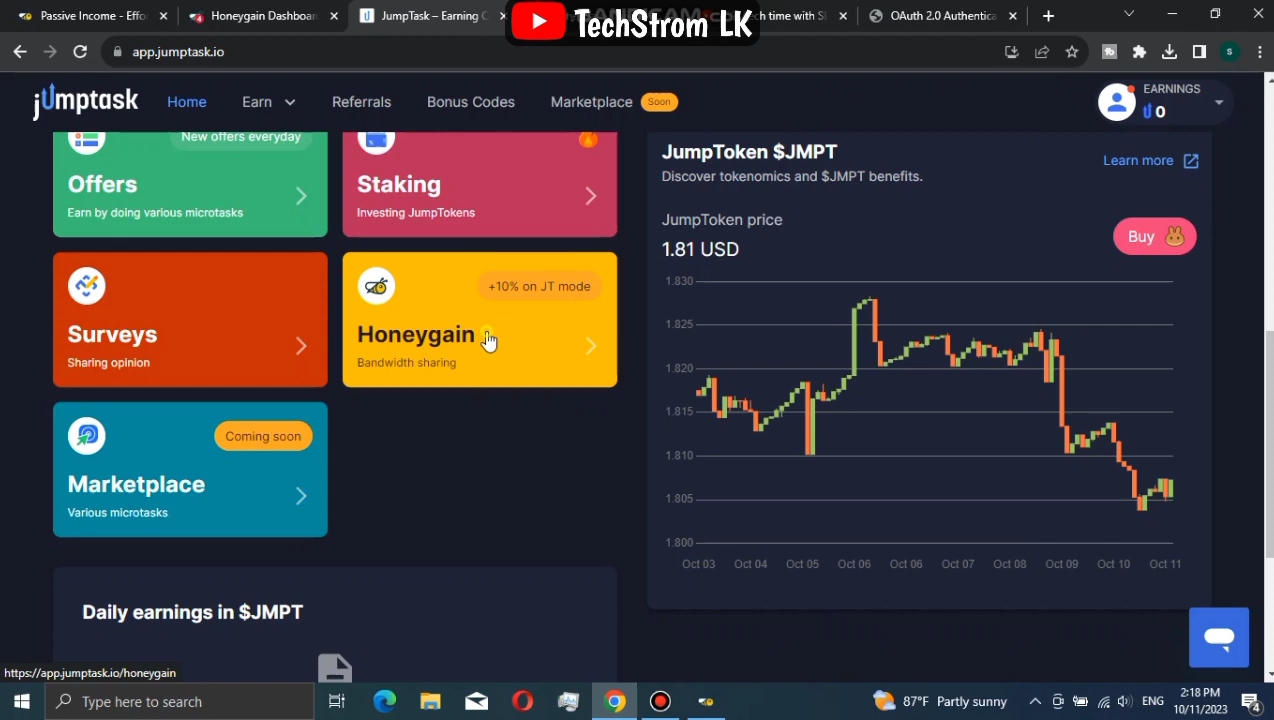 Passive Income - Effo
Honeygain Dashboar
JumpTask – Earning C
ech time with S
OAuth 2.0 Authentica
TechStrom LK
app.jumptask.io
jumptask
Home
Earn
Referrals
Bonus Codes
Marketplace
Soon
EARNINGS
0
New offers everyday
Offers
Earn by doing various microtasks
Staking
Investing JumpTokens
Surveys
Sharing opinion
+10% on JT mode
Honeygain
Bandwidth sharing
Coming soon
Marketplace
Various microtasks
Daily earnings in $JMPT
JumpToken $JMPT
Learn more
Discover tokenomics and $JMPT benefits.
JumpToken price
1.81 USD
Buy
1.830
1.825
1.820
1.815
1.810
1.805
1.800
Oct 03 Oct 04 Oct 05 Oct 06 Oct 06 Oct 07 Oct 08 Oct 09 Oct 10 Oct 11
https://app.jumptask.io/honeygain
Type here to search
87°F Partly sunny
ENG
2:18 PM
10/11/2023
4